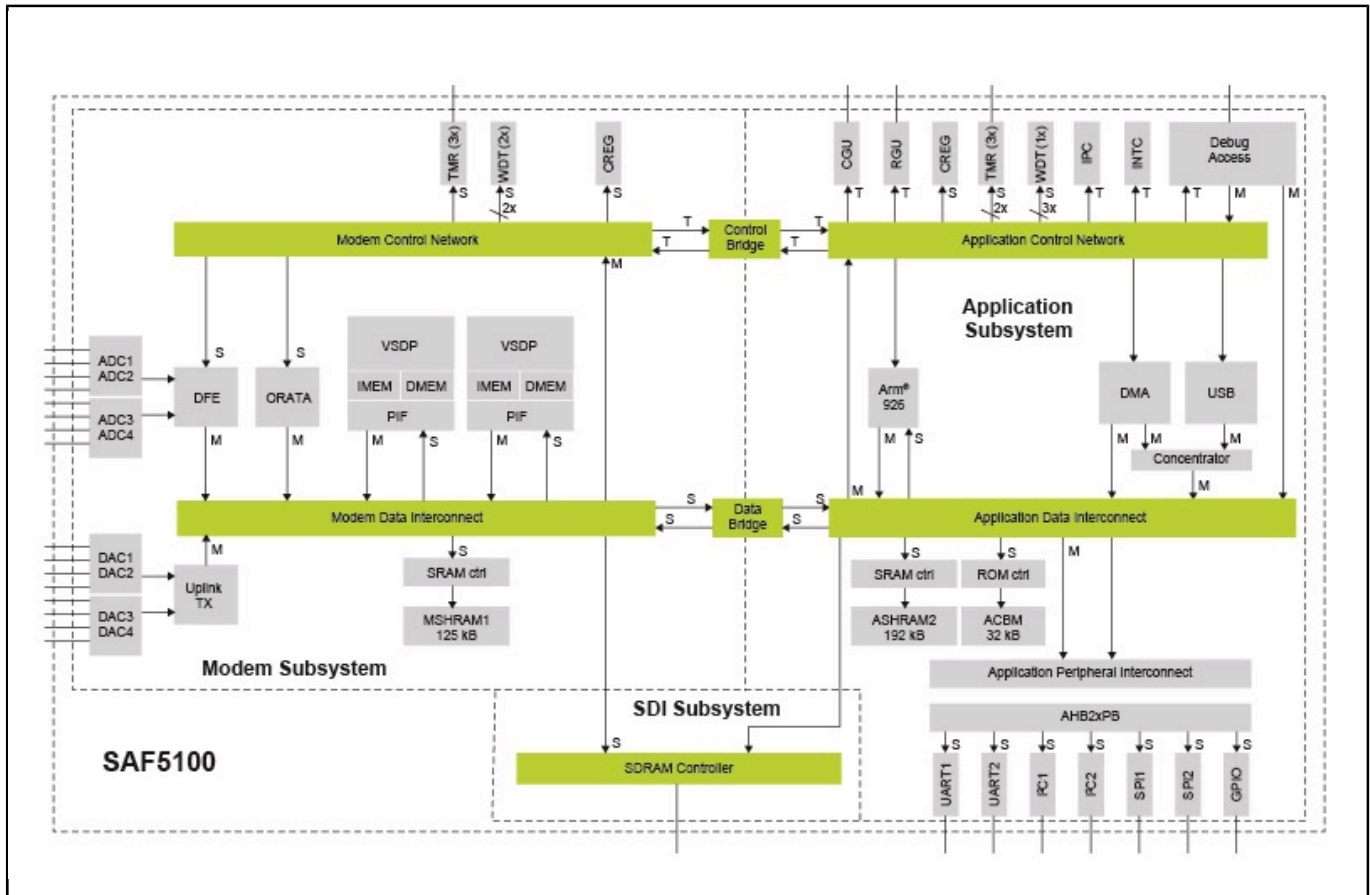 TMR (3x)
WDT (2x)
CREG
CGU
RGU
CREG
TMR (3x)
WDT (1x)
IPC
INTC
Debug
Access
S
S
2x
S
T
T
S
S
2x
S
3x
T
T
T
M
M
Modem Control Network
T
T
Control
Bridge
T
T
Application Control Network
M
Application
Subsystem
ADC1
ADC2
ADC3
ADC4
S
DFE
M
S
ORATA
M
VSDP
IMEM
DMEM
PIF
M
S
VSDP
IMEM
DMEM
PIF
M
S
Arm®
926
M
S
DMA
USB
M
M
M
Concentrator
M
Modem Data Interconnect
S
S
Data
Bridge
S
S
M
Application Data Interconnect
DAC1
DAC2
DAC3
DAC4
M
Uplink
TX
S
SRAM ctrl
MSHRAM1
125 kB
S
SRAM ctrl
ASHRAM2
192 kB
S
ROM ctrl
ACBM
32 kB
M
Modem Subsystem
Application Peripheral Interconnect
SDI Subsystem
AHB2xPB
SAF5100
S
SDRAM Controller
S
S
S
S
S
S
S
UART1
UART2
I²C1
I²C2
SPI1
SPI2
GPIO